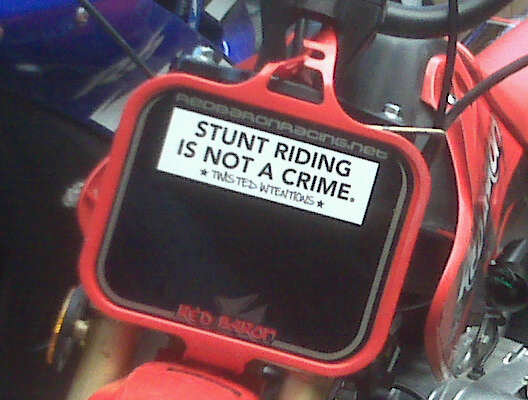 REDBARONRACING.NET
STUNT RIDING
IS NOT A CRIME.
★ TWISTED INTENTIONS ★
RED BARON